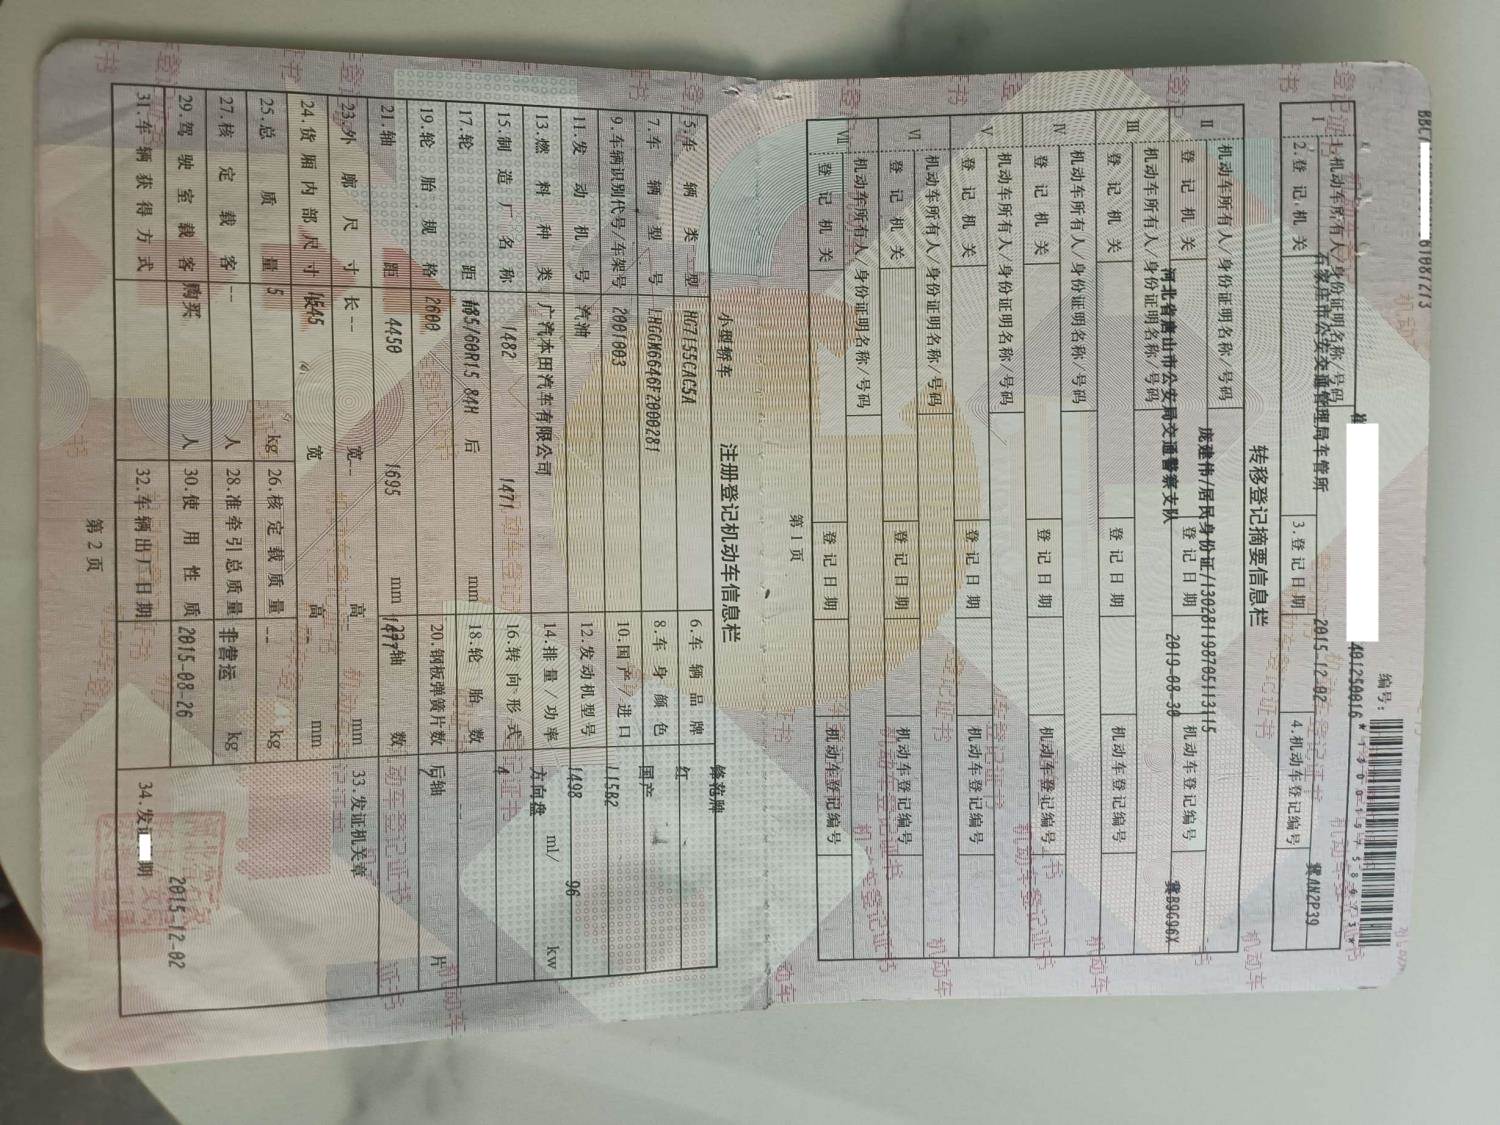 编号:
*130015758673*
1.机动车所有人/身份证明名称/号码
401250016
I
2.登记机关
石家庄市公安交通管理局车管所
3.登记日期
2015-12-02
4.机动车登记编号
冀AN2P39
转移登记摘要信息栏
II
机动车所有人/身份证明名称/号码
庞建伟/居民身份证/130281198705113115
登记机关
河北省唐山市公安局交通警察支队
登记日期
2019-08-30
机动车登记编号
冀B9G96X
III
机动车所有人/身份证明名称/号码
登记机关
登记日期
机动车登记编号
IV
机动车所有人/身份证明名称/号码
登记机关
登记日期
机动车登记编号
V
机动车所有人/身份证明名称/号码
登记机关
登记日期
机动车登记编号
VI
机动车所有人/身份证明名称/号码
登记机关
登记日期
机动车登记编号
VII
机动车所有人/身份证明名称/号码
登记机关
登记日期
机动车登记编号
第1页
注册登记机动车信息栏
5.车辆类型
小型轿车
6.车辆品牌
锋范牌
7.车辆型号
HG7155CAC5A
8.车身颜色
红
9.车辆识别代号/车架号
LHGGM6646F2000281
10.国产/进口
国产
11.发动机号
2001003
12.发动机型号
L15B2
13.燃料种类
汽油
14.排量/功率
1498 ml/ 96 kw
15.制造厂名称
广汽本田汽车有限公司
16.转向形式
方向盘
17.轮距
1482 后 1471 mm
18.轮胎数
4
19.轮胎规格
185/60R15 84H
20.钢板弹簧片数
后轴 片
21.轴距
2600 mm
22.轴数
2
23.外廓尺寸
长 4450 宽 1695 高 1477 mm
33.发证机关章
24.货厢内部尺寸
长 -- 宽 -- 高 -- mm
25.总质量
1545 kg
26.核定载质量
-- kg
27.核定载客
5 人
28.准牵引总质量
-- kg
29.驾驶室载客
-- 人
30.使用性质
非营运
31.车辆获得方式
购买
32.车辆出厂日期
2015-08-26
34.发证 期
2015-12-02
第2页